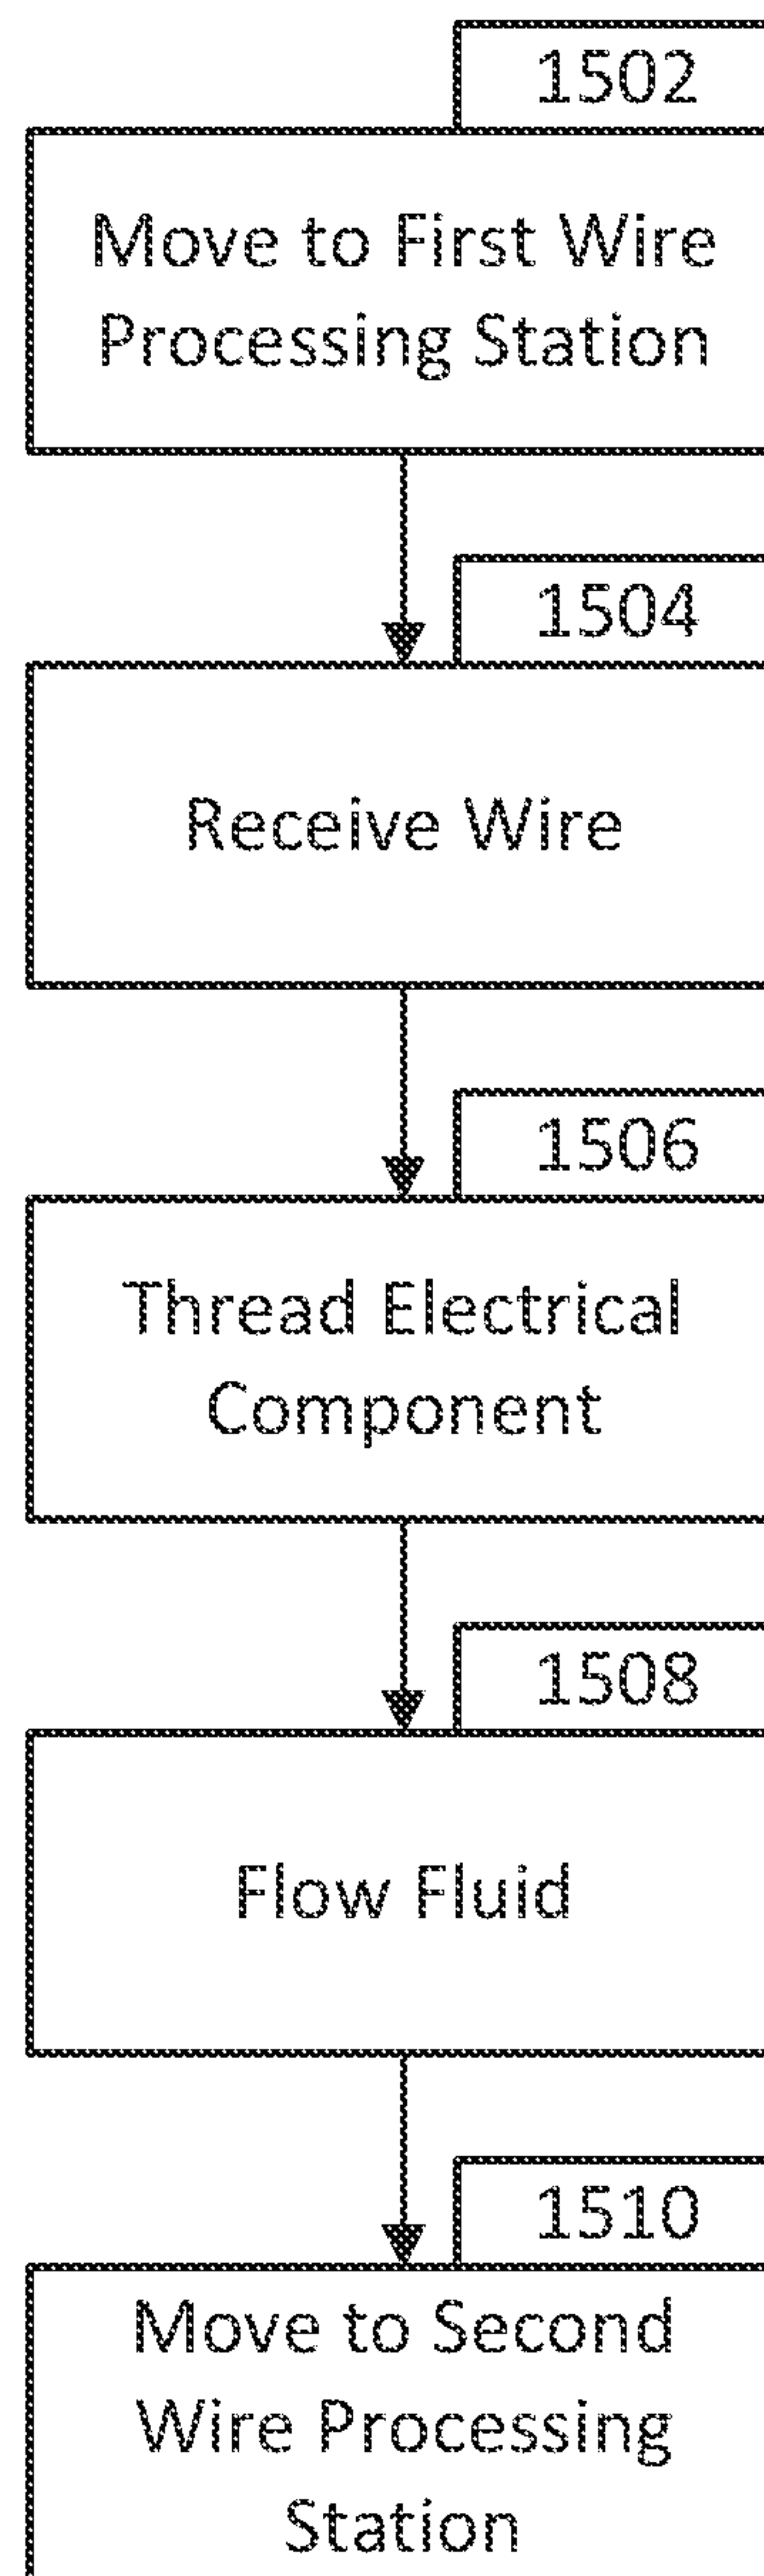 1502
Move to First Wire
Processing Station
1504
Receive Wire
1506
Thread Electrical
Component
1508
Flow Fluid
1510
Move to Second
Wire Processing
Station